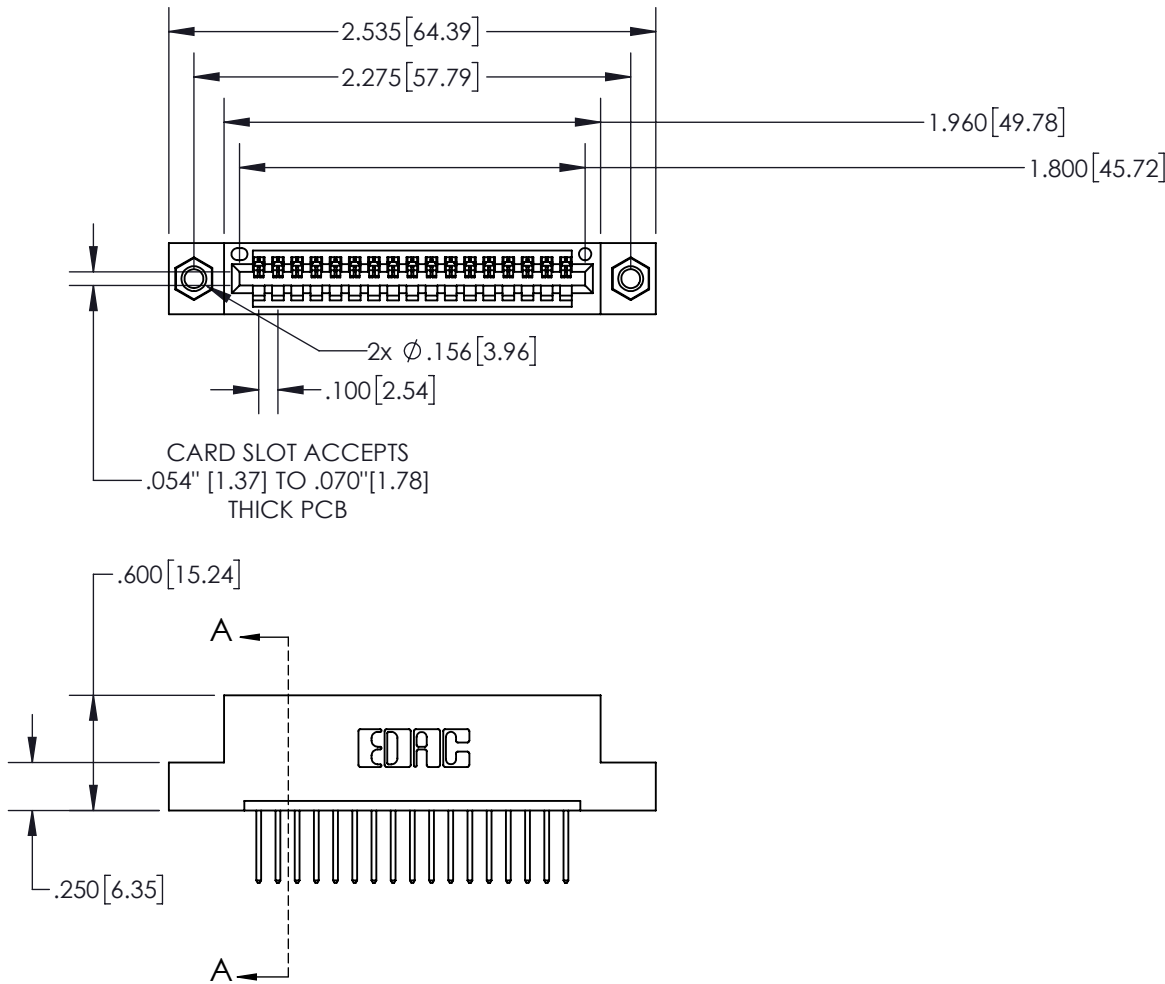 2.535[64.39]
2.275[57.79]
1.960[49.78]
1.800[45.72]
2x Ø.156[3.96]
.100[2.54]
CARD SLOT ACCEPTS
.054" [1.37] TO .070"[1.78]
THICK PCB
.600[15.24]
A
EDAC
.250[6.35]
A